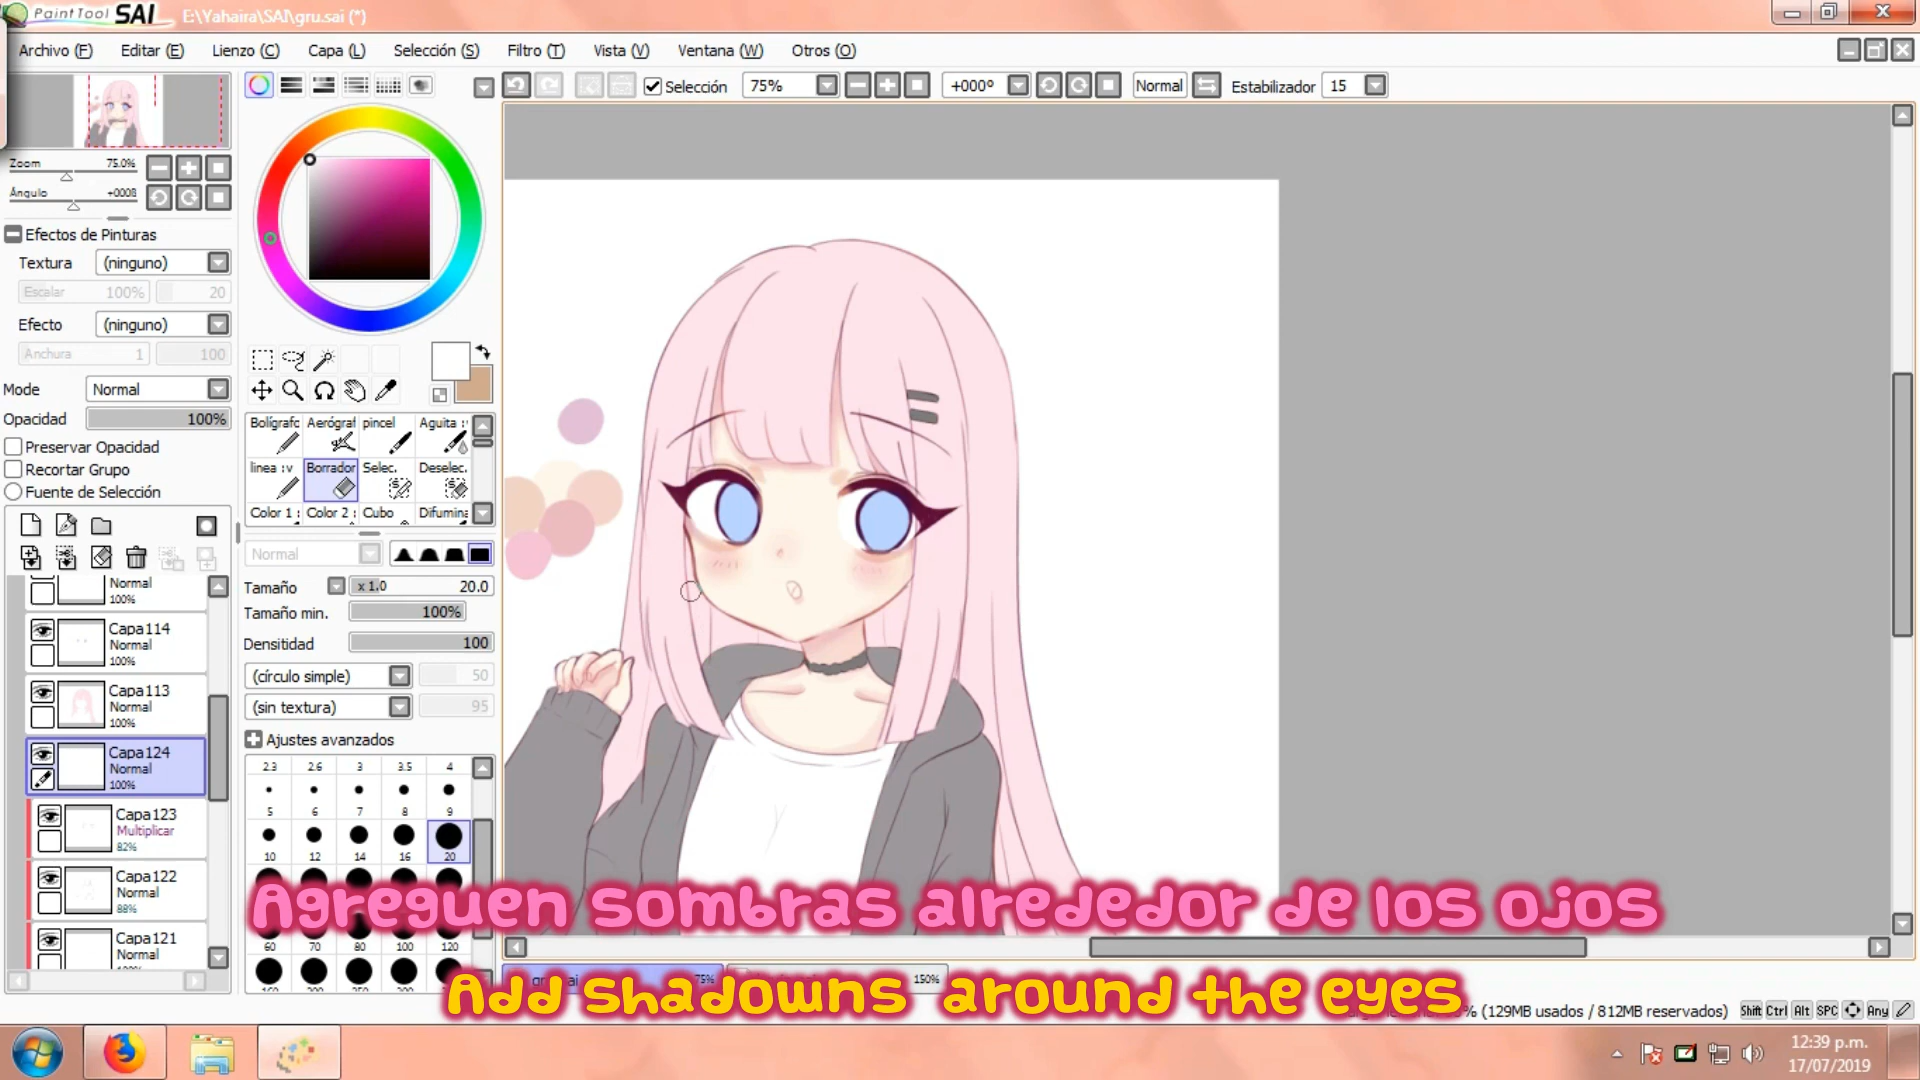 PaintTool SAI E:\Yahaira\SAI\gru.sai (*)
Archivo (F) Editar (E) Lienzo (C) Capa (L) Selección (S) Filtro (T) Vista (V) Ventana (W) Otros (O)
Selección 75% +000º Normal Estabilizador 15
Zoom 75.0%
Ángulo +000º
Efectos de Pinturas
Textura (ninguno)
Escalar 100% 20
Efecto (ninguno)
Anchura 1 100
Mode Normal
Opacidad 100%
Preservar Opacidad
Recortar Grupo
Fuente de Selección
Normal
100%
Capa114
Normal
100%
Capa113
Normal
100%
Capa124
Normal
100%
Capa123
Multiplicar
82%
Capa122
Normal
88%
Capa121
Normal
Bolígrafo Aerógraf pincel Aguita :
linea :v Borrador Selec. Deselec.
Color 1 : Color 2 : Cubo Difumina
Normal
Tamaño x 1.0 20.0
Tamaño min. 100%
Densitidad 100
(círculo simple) 50
(sin textura) 95
Ajustes avanzados
2.3 2.6 3 3.5 4
5 6 7 8 9
10 12 14 16 20
60 70 80 100 120
Agreguen sombras alrededor de los ojos
Add shadowns around the eyes
75% 150%
% (129MB usados / 812MB reservados) Shift Ctrl Alt SPC Any
12:39 p.m.
17/07/2019